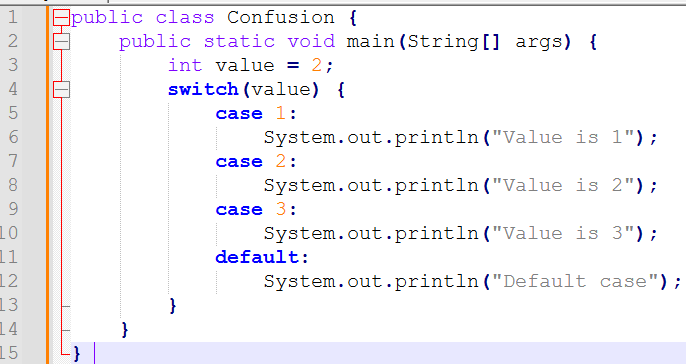 1 public class Confusion {
2     public static void main(String[] args) {
3         int value = 2;
4         switch(value) {
5             case 1:
6                 System.out.println("Value is 1");
7             case 2:
8                 System.out.println("Value is 2");
9             case 3:
10                 System.out.println("Value is 3");
11             default:
12                 System.out.println("Default case");
13         }
14     }
15 }